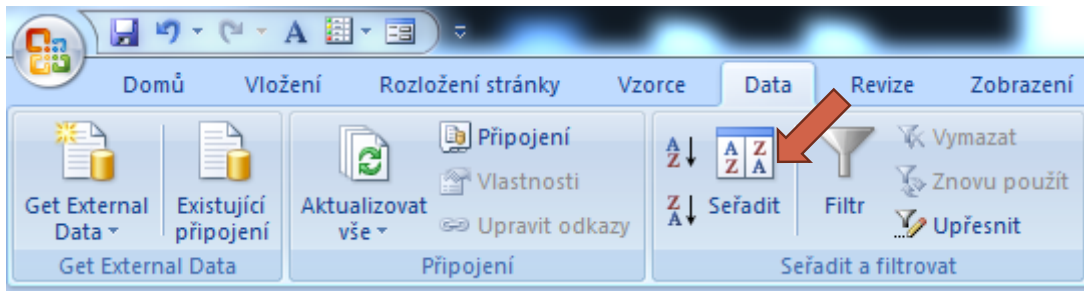 Domů Vložení Rozložení stránky Vzorce Data Revize Zobrazení
Get External
Data
Existující
připojení
Get External Data
Aktualizovat
vše
Připojení
Vlastnosti
Upravit odkazy
Připojení
A
Z
Z
A
A Z
Z A
Seřadit
Filtr
Vymazat
Znovu použít
Upřesnit
Seřadit a filtrovat